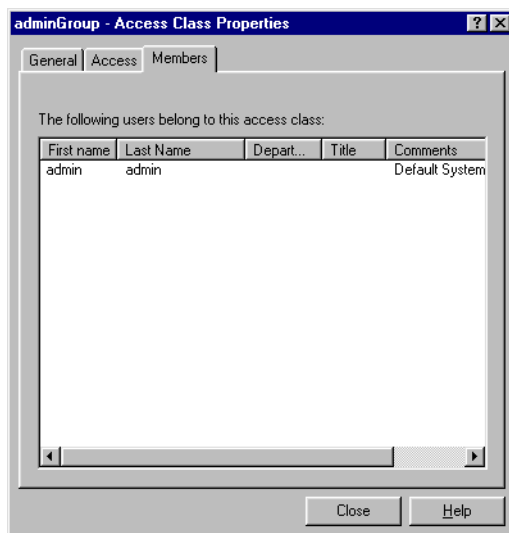 adminGroup - Access Class Properties
General Access Members
The following users belong to this access class:
First name Last Name Depart... Title Comments
admin admin Default System
Close Help